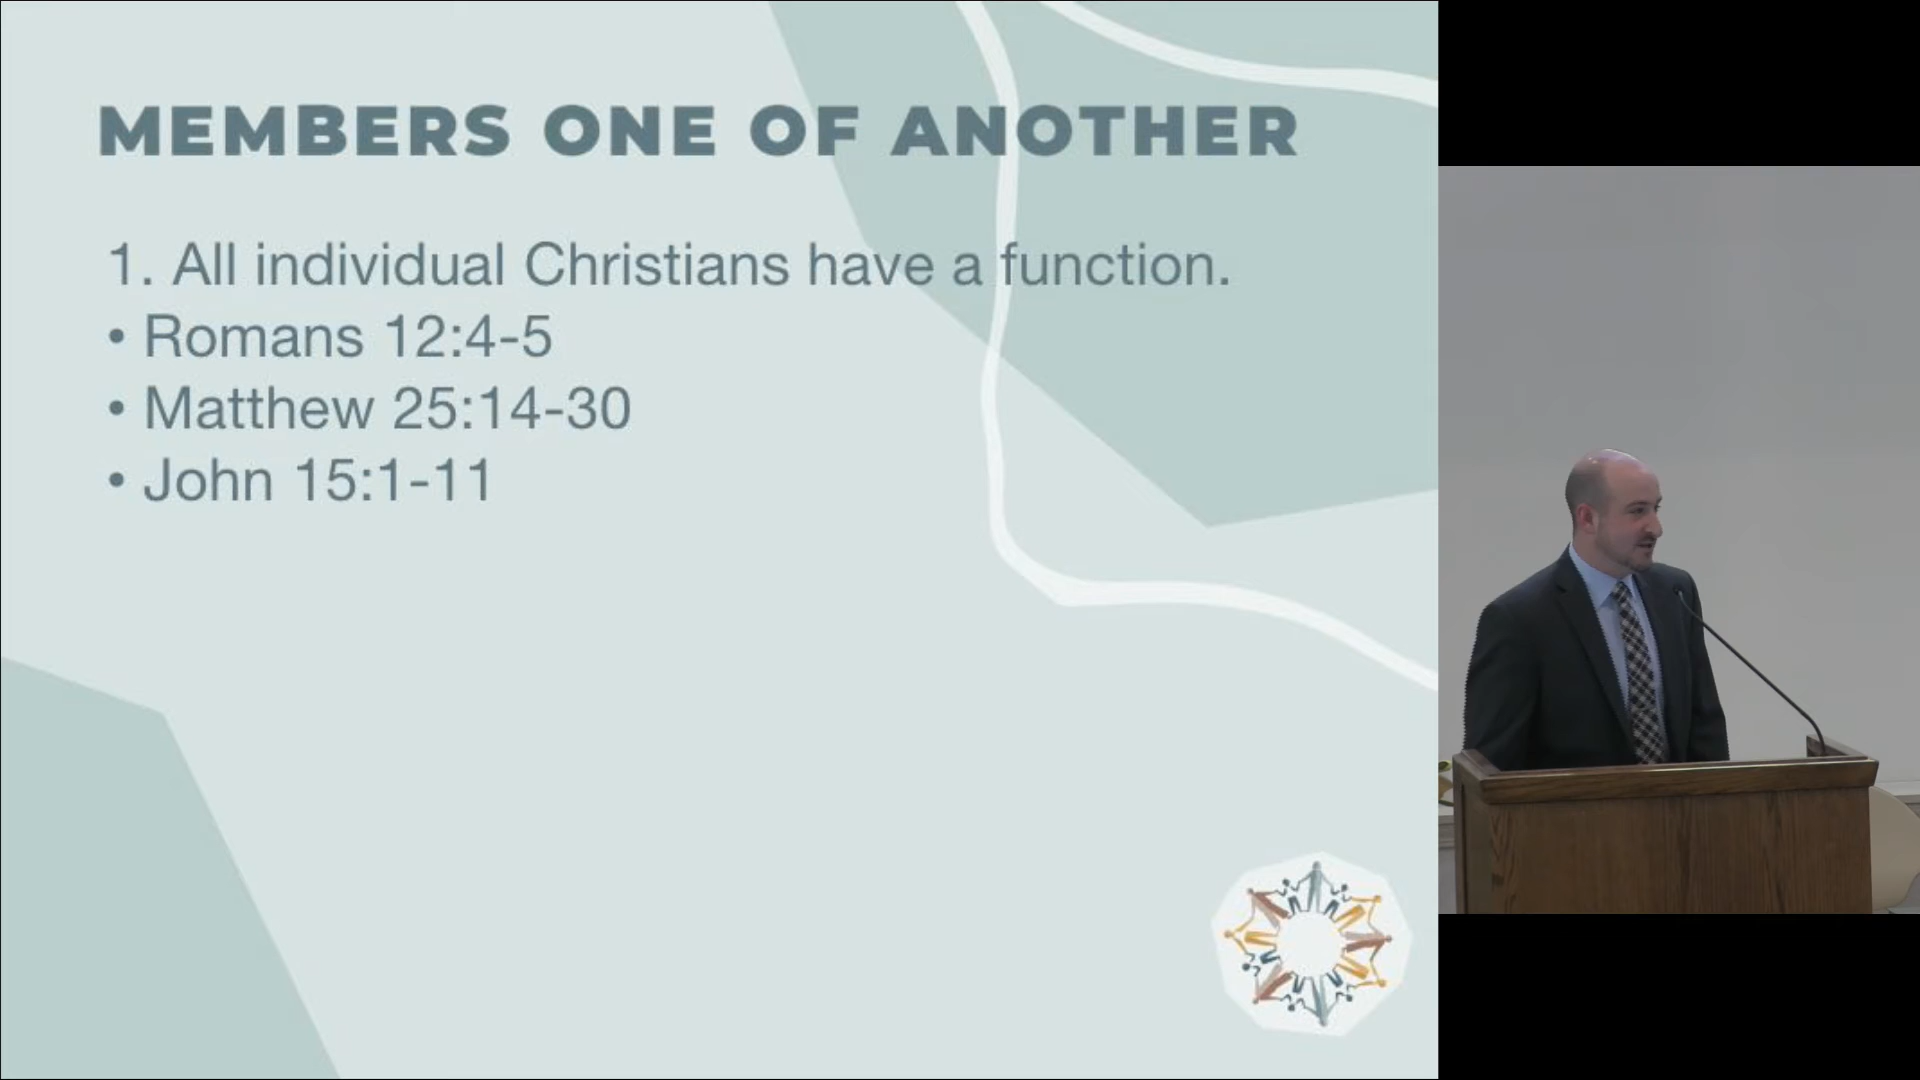 MEMBERS ONE OF ANOTHER
1. All individual Christians have a function.
• Romans 12:4-5
• Matthew 25:14-30
• John 15:1-11